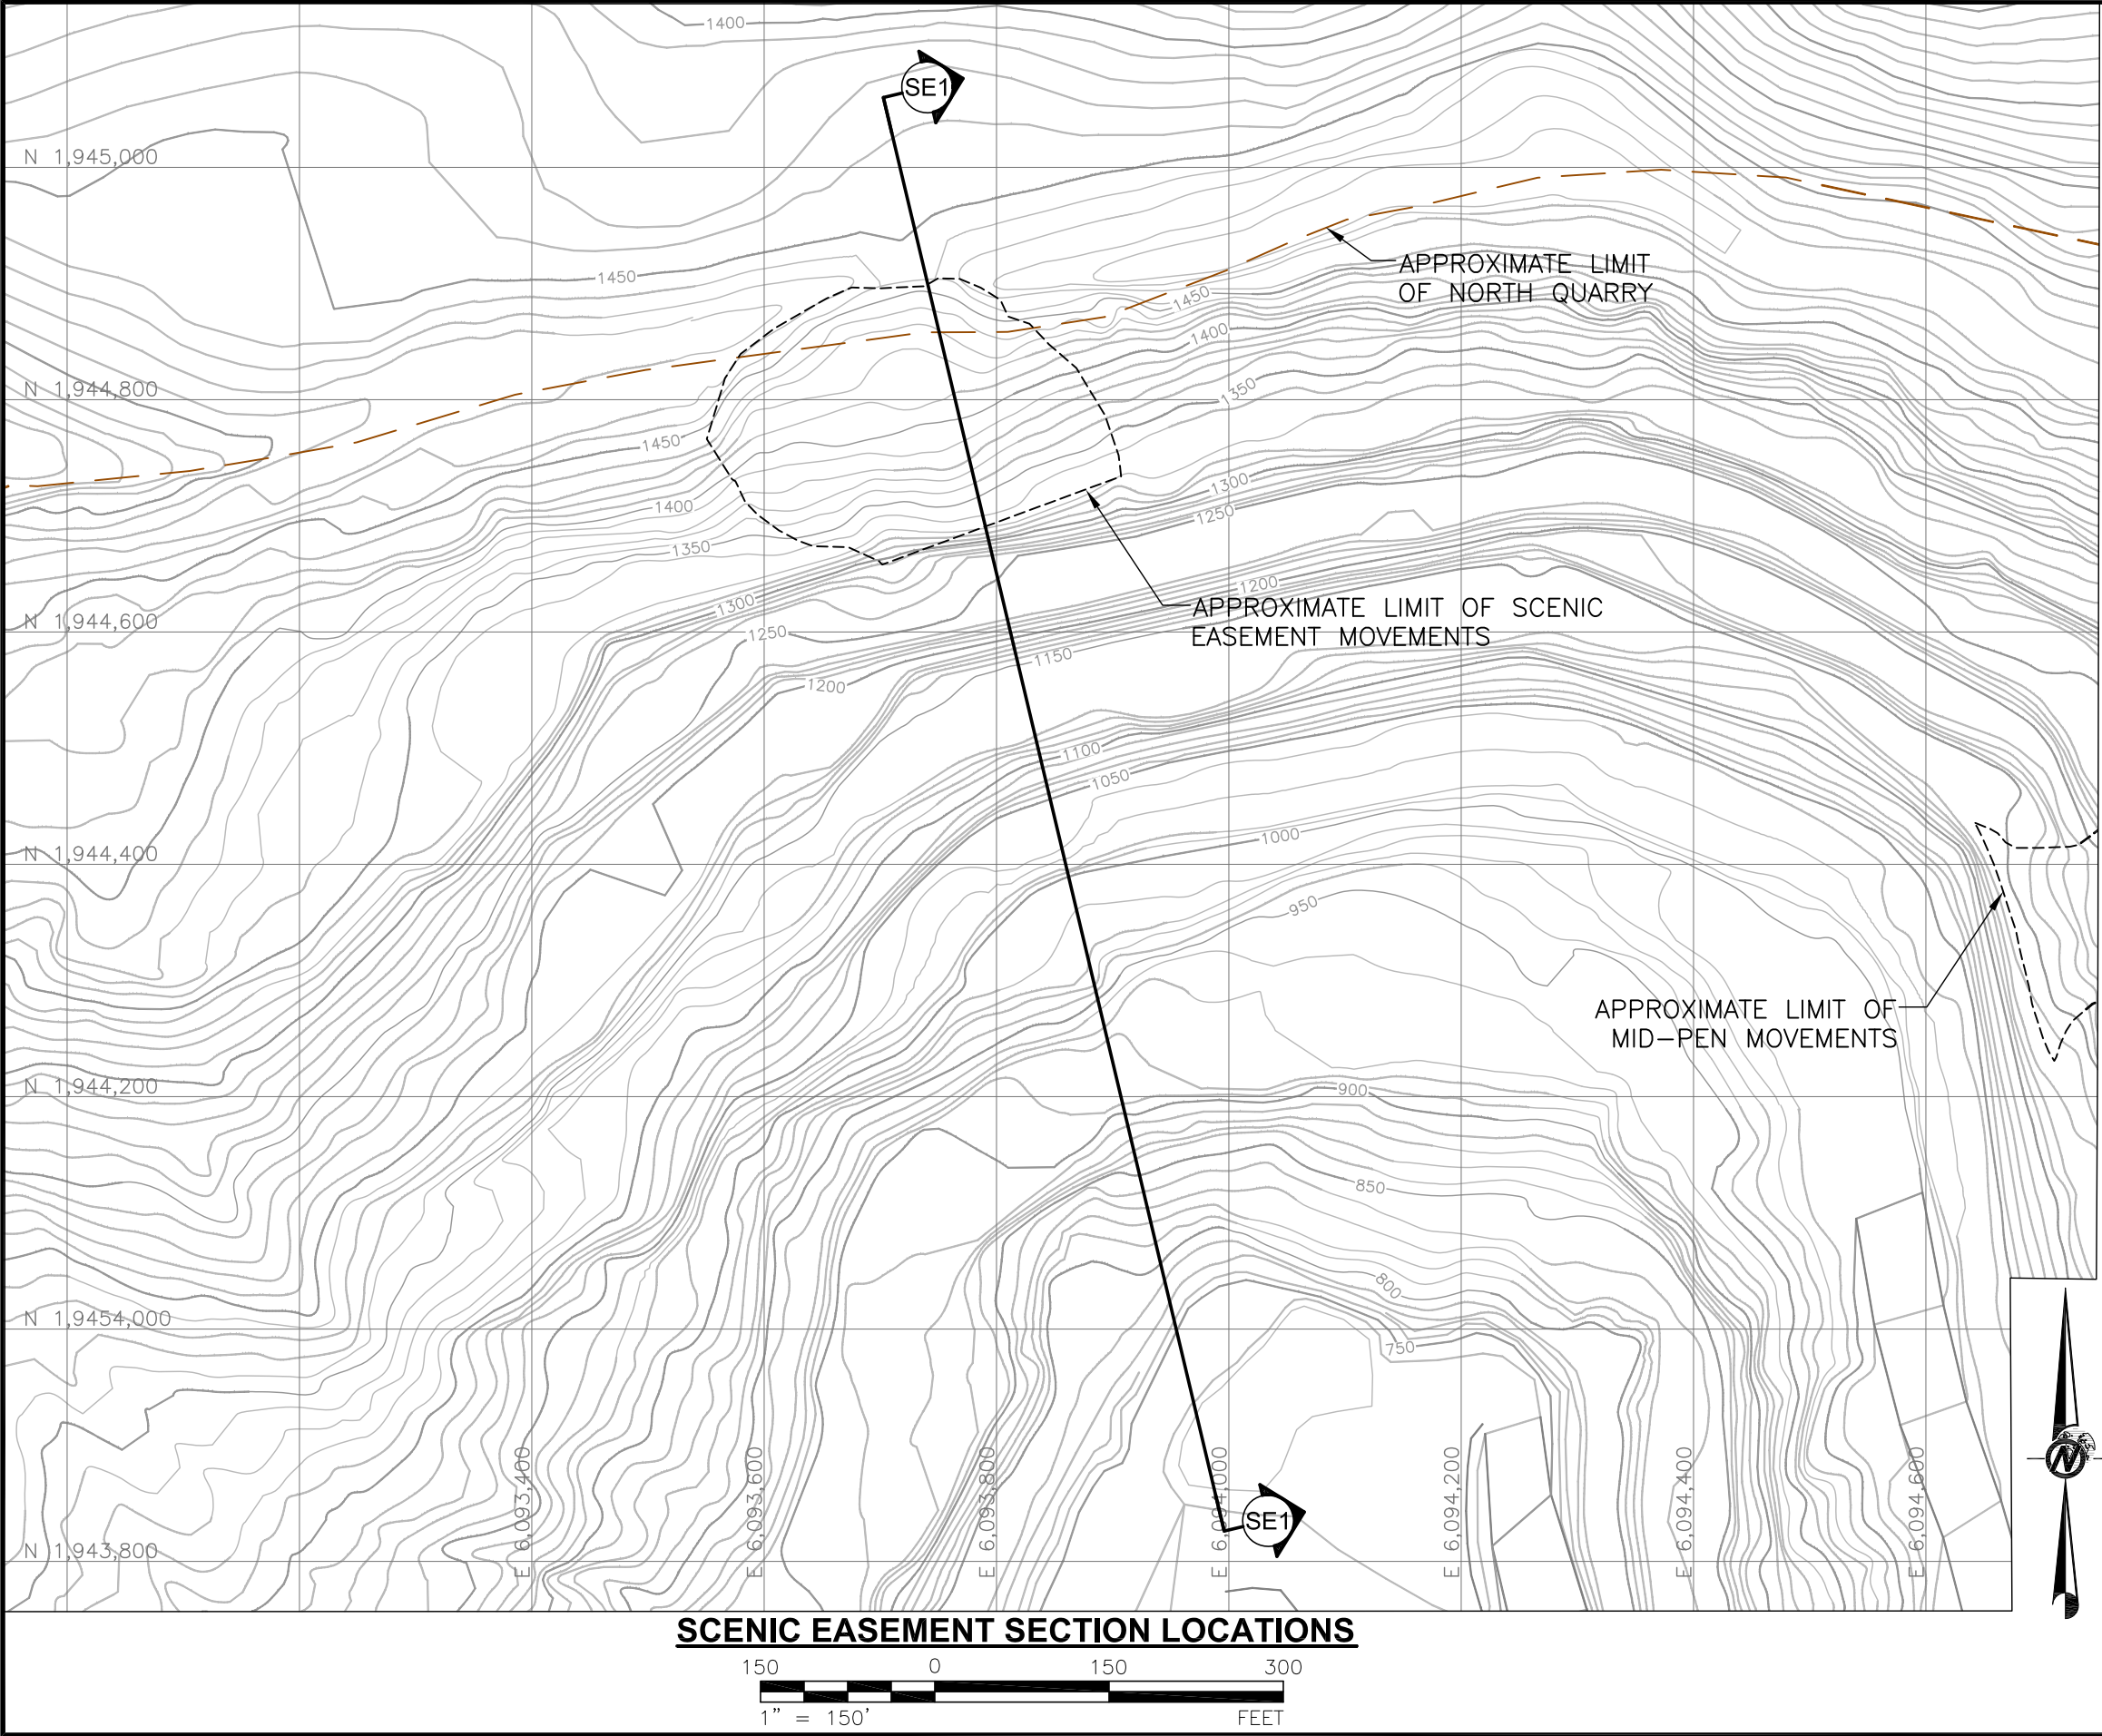 1400
SE1
N 1,945,000
1450
APPROXIMATE LIMIT
OF NORTH QUARRY
1450
1400
1350
N 1,944,800
1450
1400
1350
1300
1250
1300
1250
1200
N 1,944,600
APPROXIMATE LIMIT OF SCENIC
EASEMENT MOVEMENTS
1150
1200
1100
1050
1000
N 1,944,400
950
APPROXIMATE LIMIT OF
MID-PEN MOVEMENTS
900
N 1,944,200
850
800
N 1,9454,000
750
E 6,093,400
E 6,093,600
E 6,093,800
E 6,094,000
E 6,094,200
E 6,094,400
E 6,094,600
SE1
N
N 1,943,800
SCENIC EASEMENT SECTION LOCATIONS
150 0 150 300
1" = 150' FEET